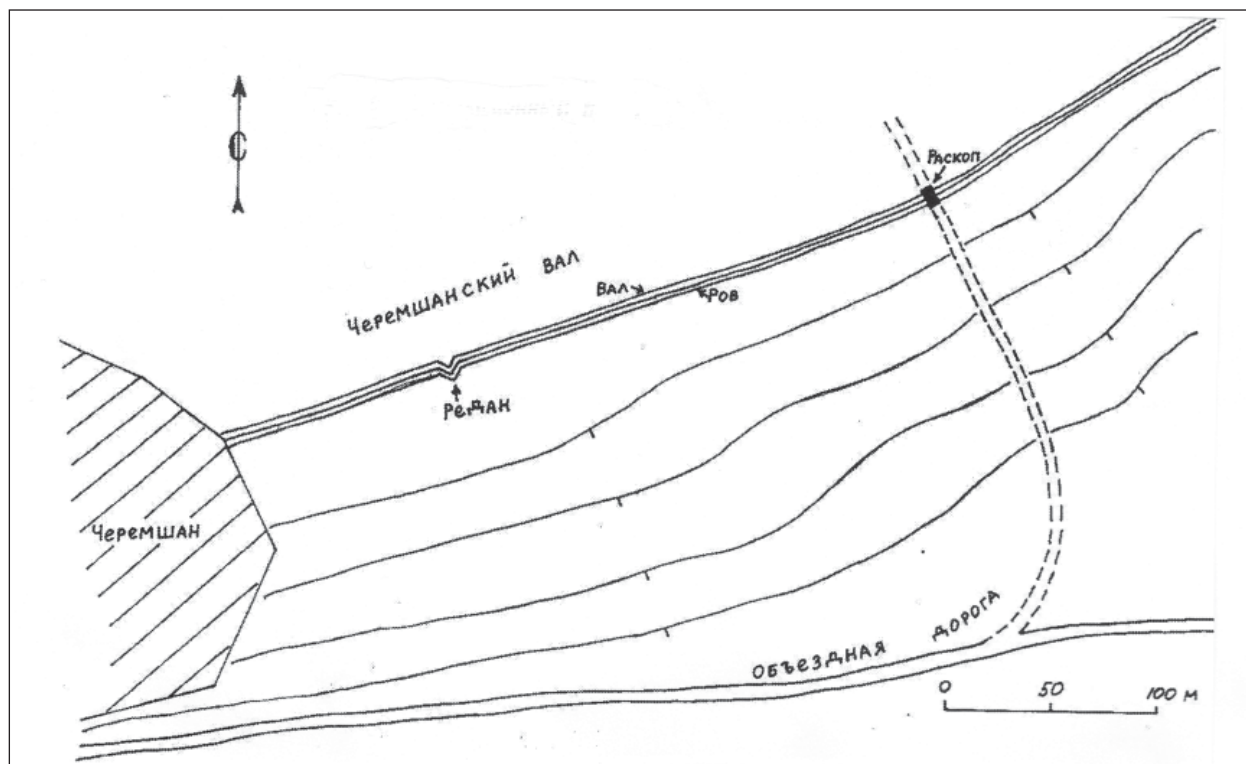 С
РАСКОП
ЧЕРЕМШАНСКИЙ ВАЛ
ВАЛ
РОВ
РЕДАН
ЧЕРЕМШАН
ОБЪЕЗДНАЯ ДОРОГА
0 50 100 м